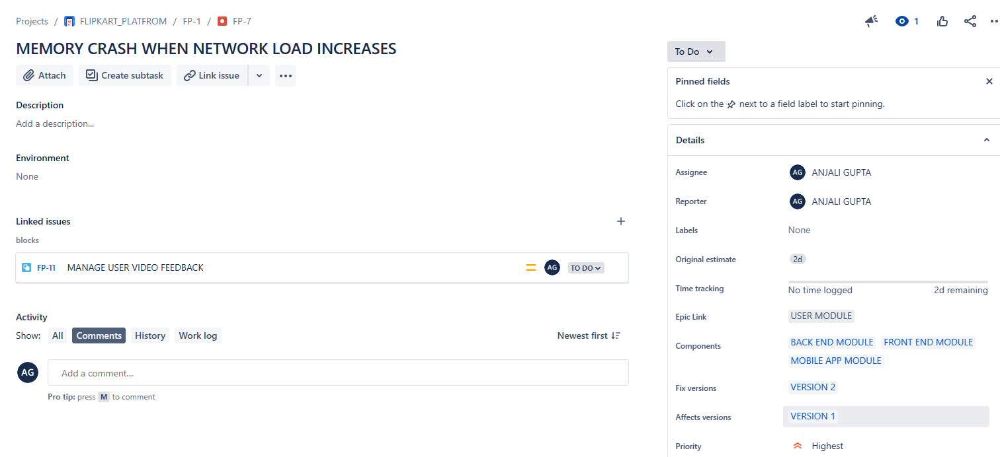 Projects / FLIPKART_PLATFROM / FP-1 / FP-7
1
MEMORY CRASH WHEN NETWORK LOAD INCREASES
Attach
Create subtask
Link issue
Description
Add a description...
Environment
None
Linked issues
blocks
FP-11 MANAGE USER VIDEO FEEDBACK AG TO DO
Activity
Show: All Comments History Work log Newest first
AG Add a comment...
Pro tip: press M to comment
To Do
Pinned fields
Click on the next to a field label to start pinning.
Details
Assignee AG ANJALI GUPTA
Reporter AG ANJALI GUPTA
Labels None
Original estimate 2d
Time tracking No time logged 2d remaining
Epic Link USER MODULE
Components BACK END MODULE FRONT END MODULE
MOBILE APP MODULE
Fix versions VERSION 2
Affects versions VERSION 1
Priority Highest